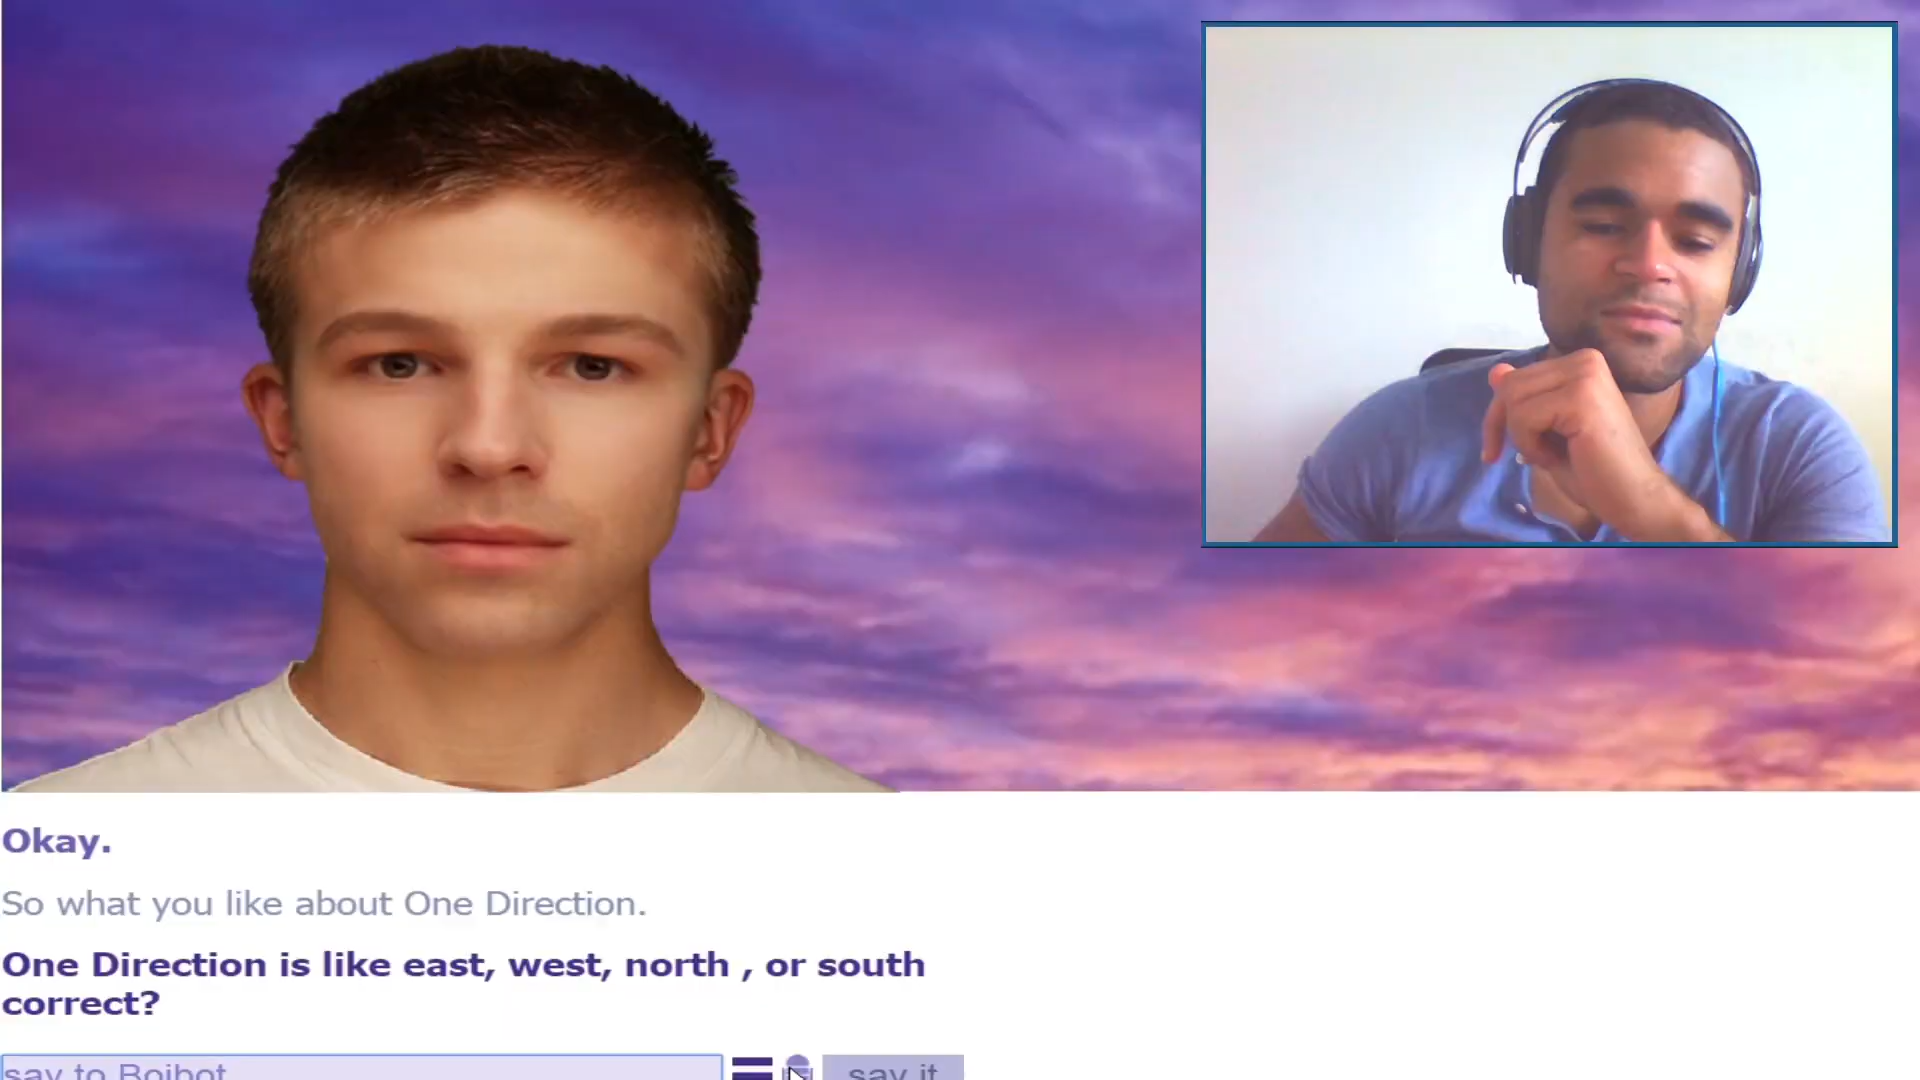 Okay.
So what you like about One Direction.
One Direction is like east, west, north , or south
correct?
say to Boibot
say it